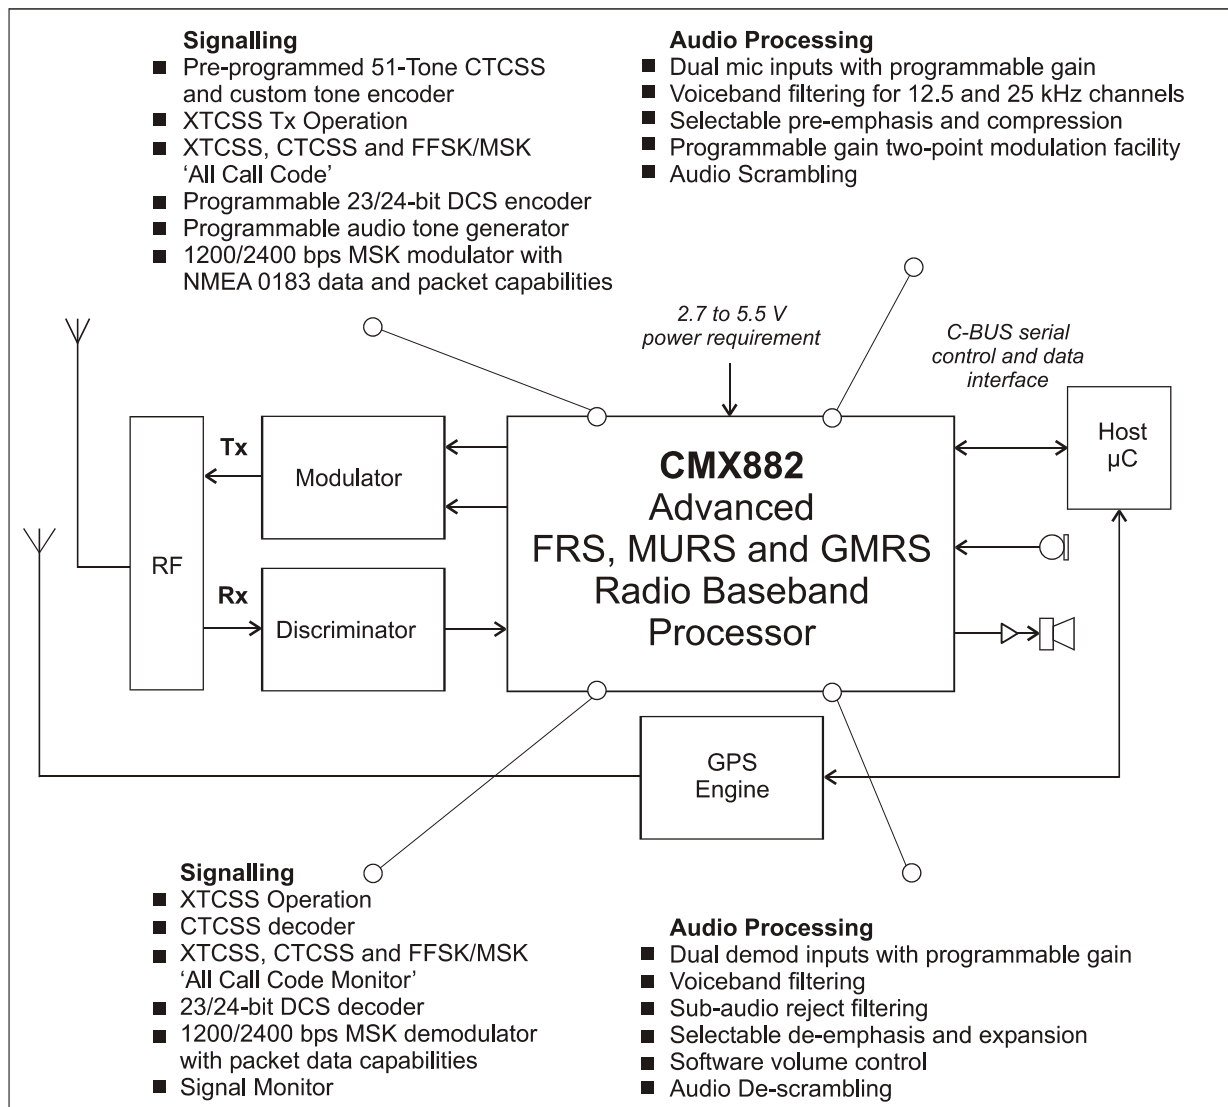 Signalling
■ Pre-programmed 51-Tone CTCSS
and custom tone encoder
■ XTCSS Tx Operation
■ XTCSS, CTCSS and FFSK/MSK
‘All Call Code’
■ Programmable 23/24-bit DCS encoder
■ Programmable audio tone generator
■ 1200/2400 bps MSK modulator with
NMEA 0183 data and packet capabilities
Audio Processing
■ Dual mic inputs with programmable gain
■ Voiceband filtering for 12.5 and 25 kHz channels
■ Selectable pre-emphasis and compression
■ Programmable gain two-point modulation facility
■ Audio Scrambling
2.7 to 5.5 V
power requirement
C-BUS serial
control and data
interface
RF
Tx
Modulator
Rx
Discriminator
CMX882
Advanced
FRS, MURS and GMRS
Radio Baseband
Processor
Host
µC
GPS
Engine
Signalling
■ XTCSS Operation
■ CTCSS decoder
■ XTCSS, CTCSS and FFSK/MSK
‘All Call Code Monitor’
■ 23/24-bit DCS decoder
■ 1200/2400 bps MSK demodulator
with packet data capabilities
■ Signal Monitor
Audio Processing
■ Dual demod inputs with programmable gain
■ Voiceband filtering
■ Sub-audio reject filtering
■ Selectable de-emphasis and expansion
■ Software volume control
■ Audio De-scrambling